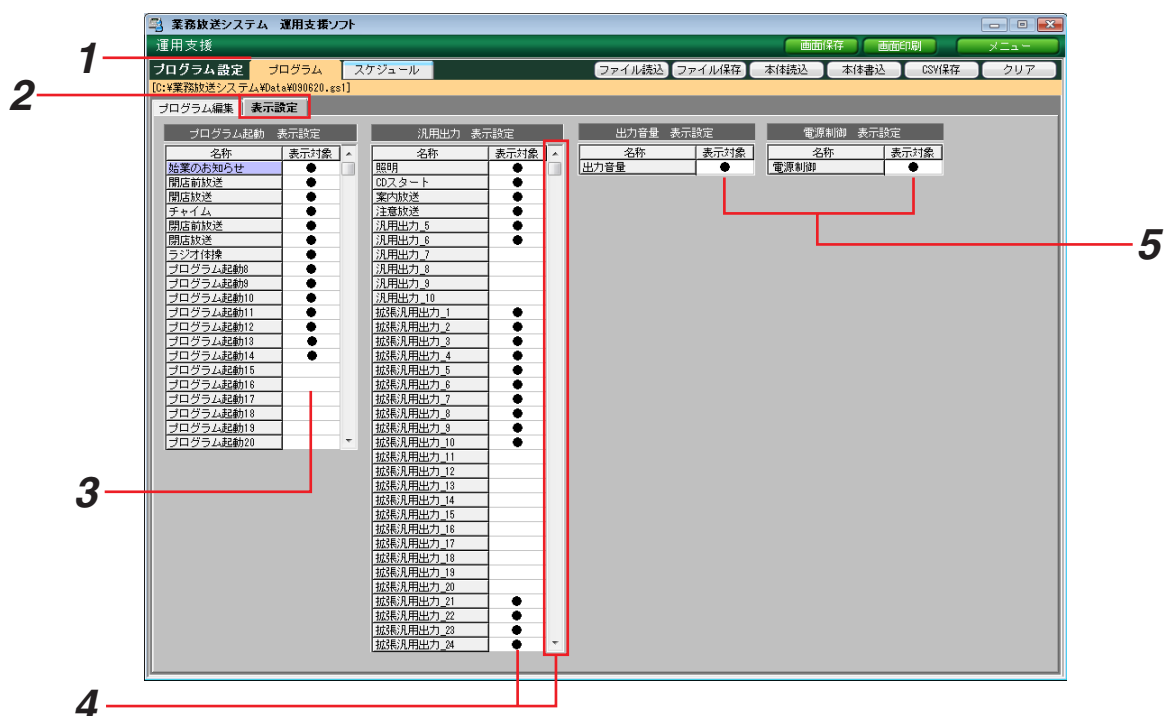 業務放送システム 運用支援ソフト
運用支援
画面保存 画面印刷 メニュー
1
プログラム設定 プログラム スケジュール ファイル読込 ファイル保存 本体読込 本体書込 CSV保存 クリア
[C:¥業務放送システム¥Data¥090620.gs1]
2
プログラム編集 表示設定
プログラム起動 表示設定
名称 表示対象
始業のお知らせ ●
開店前放送 ●
開店放送 ●
チャイム ●
閉店前放送 ●
閉店放送 ●
ラジオ体操 ●
プログラム起動8 ●
プログラム起動9 ●
プログラム起動10 ●
プログラム起動11 ●
プログラム起動12 ●
プログラム起動13 ●
プログラム起動14 ●
プログラム起動15
プログラム起動16
プログラム起動17
プログラム起動18
プログラム起動19
プログラム起動20
3
汎用出力 表示設定
名称 表示対象
照明 ●
CDスタート ●
案内放送 ●
注意放送 ●
汎用出力_5 ●
汎用出力_6 ●
汎用出力_7
汎用出力_8
汎用出力_9
汎用出力_10
拡張汎用出力_1 ●
拡張汎用出力_2 ●
拡張汎用出力_3 ●
拡張汎用出力_4 ●
拡張汎用出力_5 ●
拡張汎用出力_6 ●
拡張汎用出力_7 ●
拡張汎用出力_8 ●
拡張汎用出力_9 ●
拡張汎用出力_10 ●
拡張汎用出力_11
拡張汎用出力_12
拡張汎用出力_13
拡張汎用出力_14
拡張汎用出力_15
拡張汎用出力_16
拡張汎用出力_17
拡張汎用出力_18
拡張汎用出力_19
拡張汎用出力_20
拡張汎用出力_21 ●
拡張汎用出力_22 ●
拡張汎用出力_23 ●
拡張汎用出力_24 ●
4
出力音量 表示設定
名称 表示対象
出力音量 ●
電源制御 表示設定
名称 表示対象
電源制御 ●
5